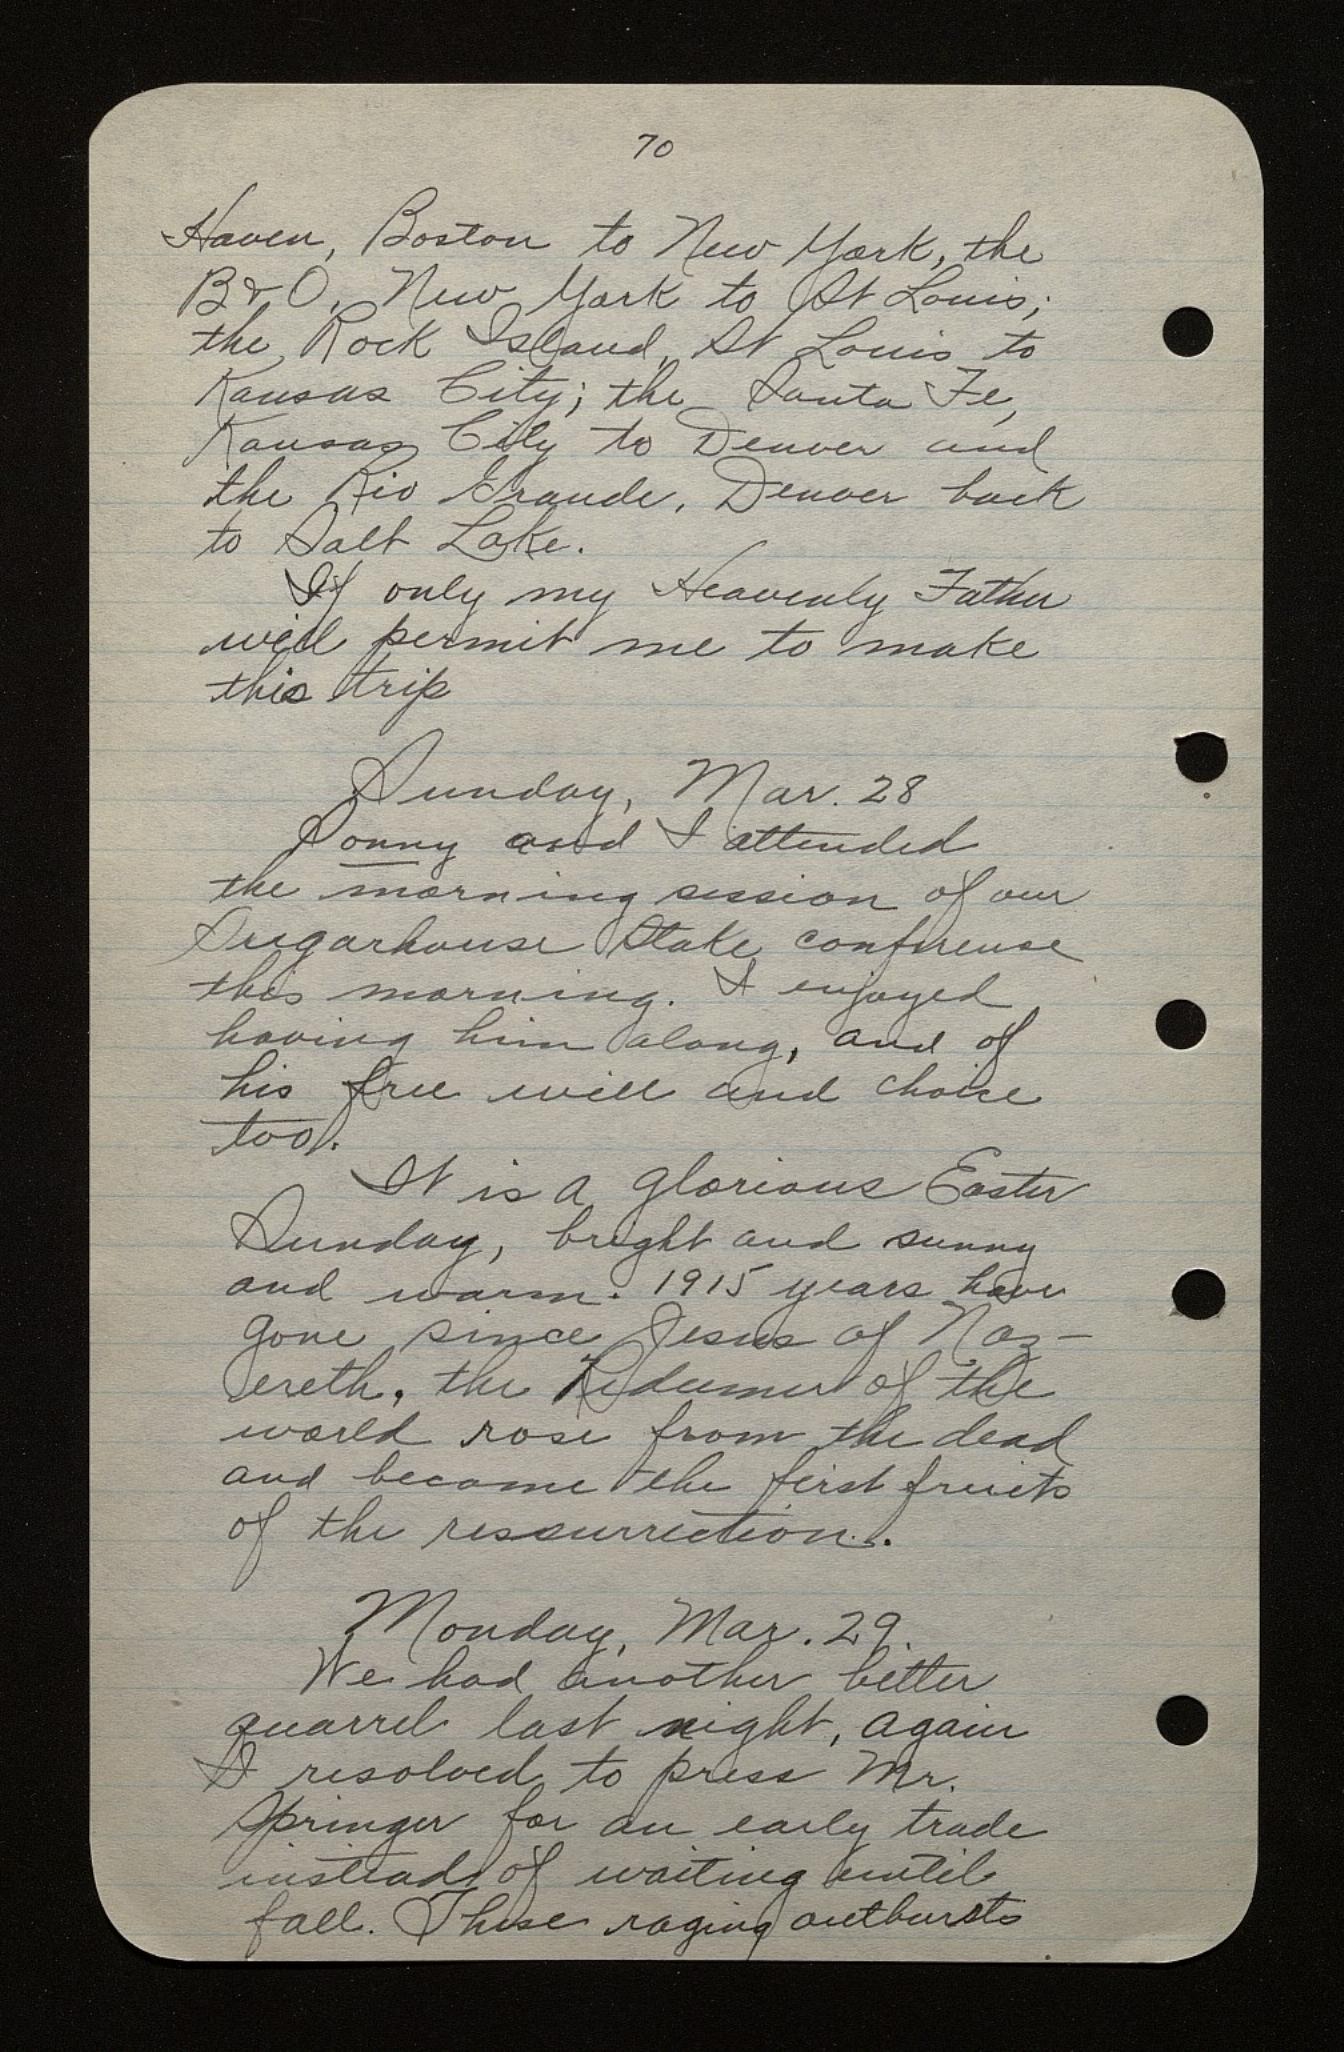 70
Haven, Boston to New York, the
B & O, New York to St Louis;
the Rock Island, St Louis to
Kansas City; the Santa Fe,
Kansas City to Denver and
the Rio Grande, Denver back
to Salt Lake.
If only my Heavenly Father
will permit me to make
this trip
Sunday, Mar. 28
Ronny and I attended
the morning session of our
Sugarhouse Stake conference
this morning. I enjoyed
having him along, and of
his free will and choice
too.
It is a glorious Easter
Sunday, bright and sunny
and warm. 1915 years have
gone since Jesus of Naz-
ereth, the Redeemer of the
world rose from the dead
and became the first fruits
of the ressurrection.
Monday, Mar. 29.
We had another bitter
quarrel last night, again
I resolved to press Mr.
Springer for an early trade
instead of waiting until
fall. These raging outbursts